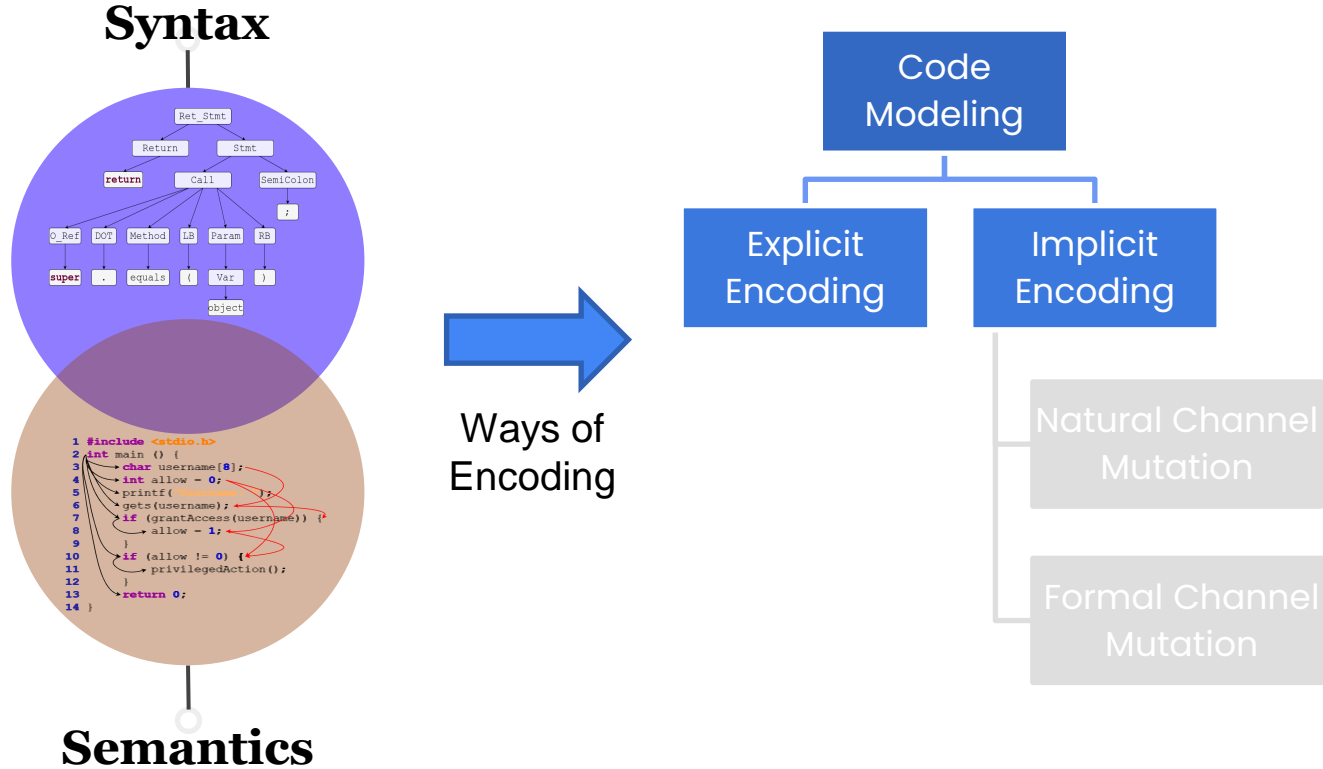 Syntax
Ret_Stmt
Return Stmt
return Call SemiColon
;
O_Ref DOT Method LB Param RB
super . equals ( Var )
object
1 #include <stdio.h>
2 int main () {
3 char username[8];
4 int allow = 0;
5 printf( );
6 gets(username);
7 if (grantAccess(username)) {
8 allow = 1;
9 }
10 if (allow != 0) {
11 privilegedAction();
12 }
13 return 0;
14 }
Semantics
Ways of
Encoding
Code
Modeling
Explicit
Encoding
Implicit
Encoding
Natural Channel
Mutation
Formal Channel
Mutation